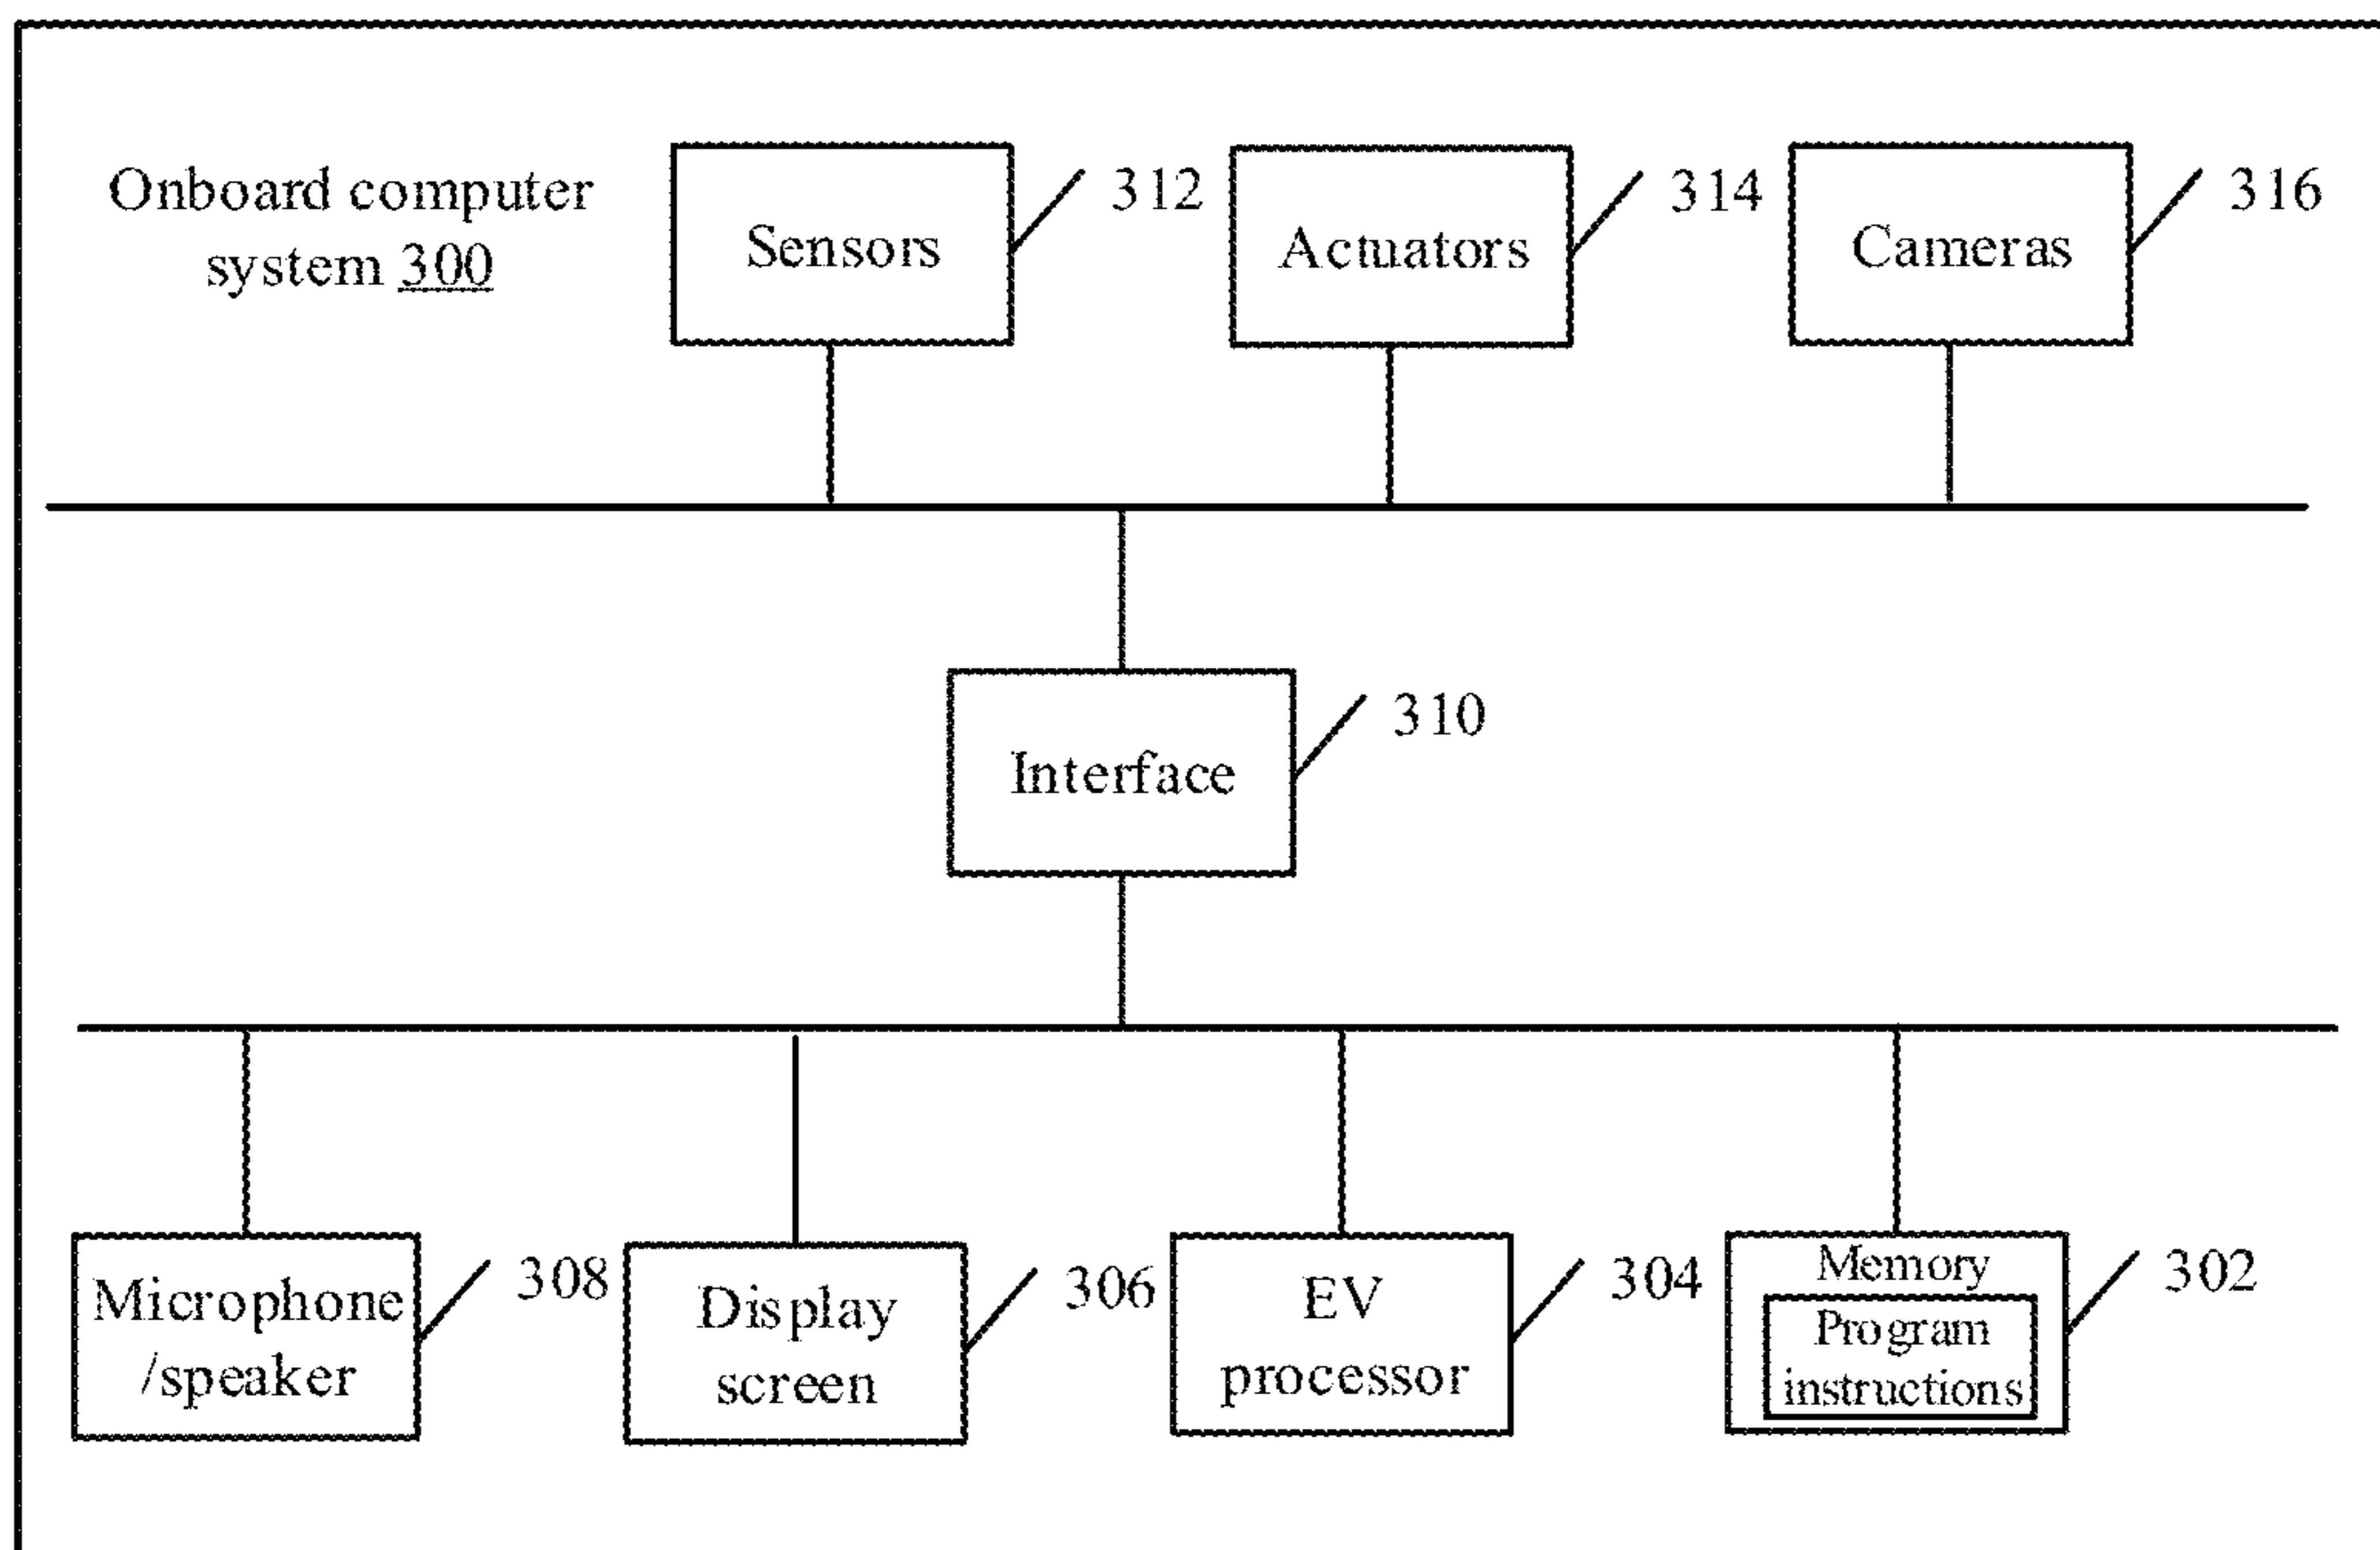 Onboard computer
system 300
Sensors
312
Actuators
314
Cameras
316
Interface
310
Microphone
/speaker
308
Display
screen
306
EV
processor
304
Memory
Program
instructions
302